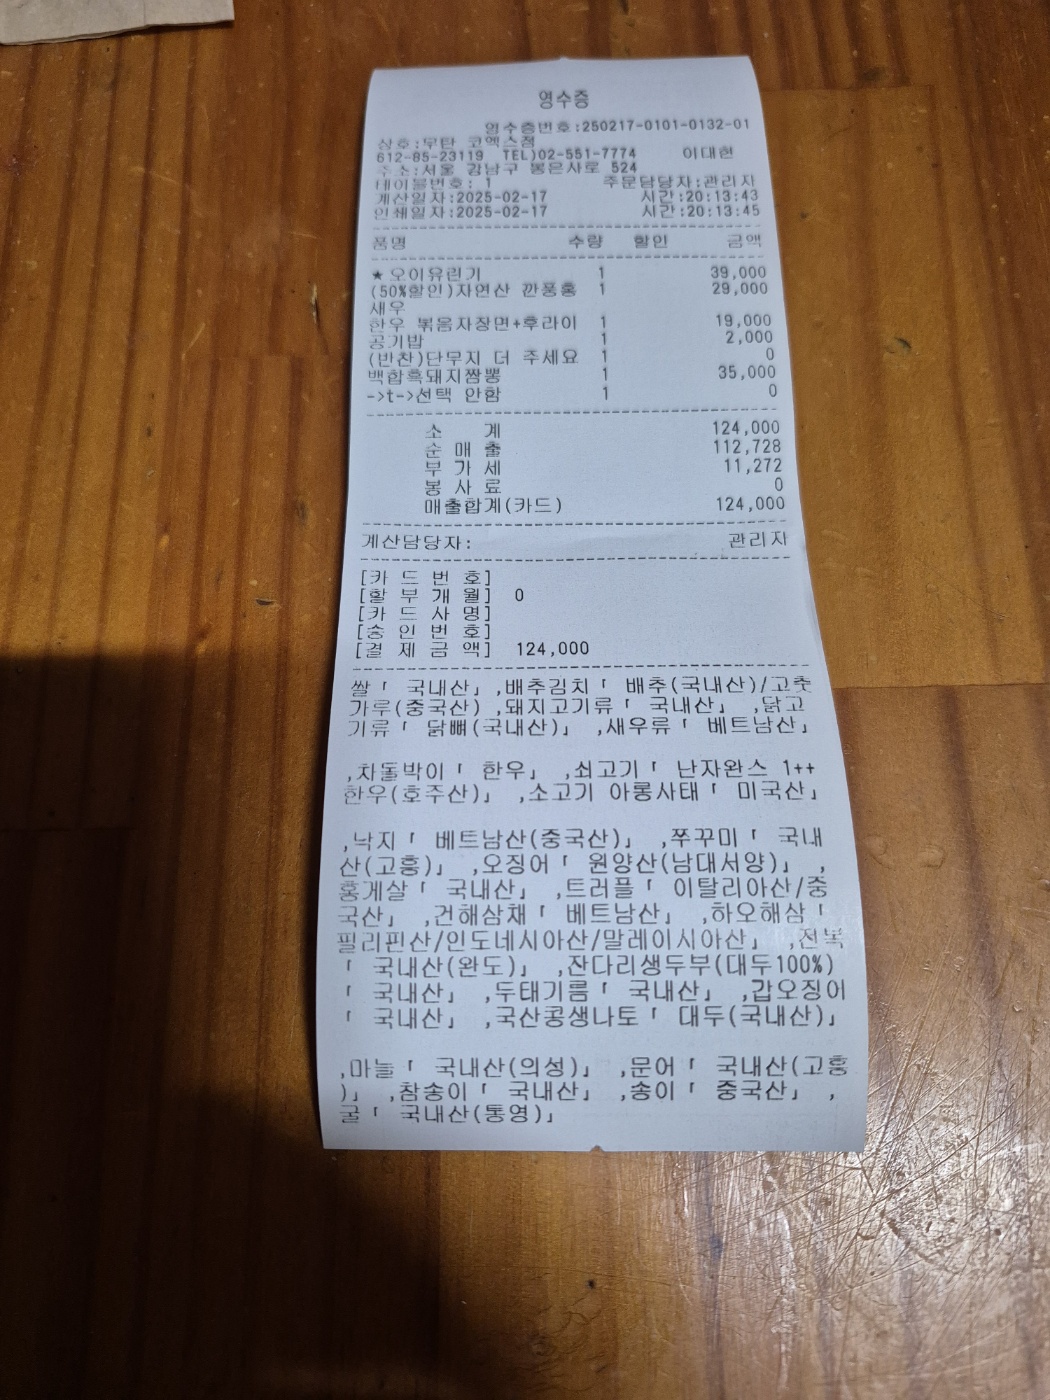 영수증
영수증번호:250217-0101-0132-01
상호:무탄 코엑스점
612-85-23119 TEL)02-551-7774 이대현
주소:서울 강남구 봉은사로 524
테이블번호: 1 주문담당자:관리자
계산일자:2025-02-17 시간:20:13:43
인쇄일자:2025-02-17 시간:20:13:45
품명 수량 할인 금액
★오이유린기 1 39,000
(50%할인)자연산 깐풍홍 1 29,000
새우
한우 볶음자장면+후라이 1 19,000
공기밥 1 2,000
(반찬)단무지 더 주세요 1 0
백합흑돼지짬뽕 1 35,000
->t->선택 안함 1 0
소 계 124,000
순 매 출 112,728
부 가 세 11,272
봉 사 료 0
매출합계(카드) 124,000
계산담당자: 관리자
[카 드 번 호]
[할 부 개 월] 0
[카 드 사 명]
[승 인 번 호]
[결 제 금 액] 124,000
쌀「 국내산」,배추김치「 배추(국내산)/고춧
가루(중국산) ,돼지고기류「 국내산」 ,닭고
기류「 닭뼈(국내산)」 ,새우류「 베트남산」
,차돌박이「 한우」 ,쇠고기「 난자완스 1++
한우(호주산)」 ,소고기 아롱사태「 미국산」
,낙지「 베트남산(중국산)」 ,쭈꾸미「 국내
산(고흥)」 ,오징어「 원양산(남대서양)」 ,
홍게살「 국내산」 ,트러플「 이탈리아산/중
국산」 ,건해삼채「 베트남산」 ,하오해삼「
필리핀산/인도네시아산/말레이시아산」 ,전복
「 국내산(완도)」 ,잔다리생두부(대두100%)
「 국내산」 ,두태기름「 국내산」 ,갑오징어
「 국내산」 ,국산콩생나토「 대두(국내산)」
,마늘「 국내산(의성)」 ,문어「 국내산(고흥
)」 ,참송이「 국내산」 ,송이「 중국산」 ,
굴「 국내산(통영)」